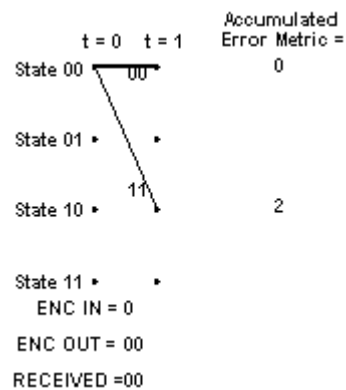 Accumulated
t = 0 t = 1 Error Metric =
State 00 00 0
State 01
11
State 10 2
State 11
ENC IN = 0
ENC OUT = 00
RECEIVED =00